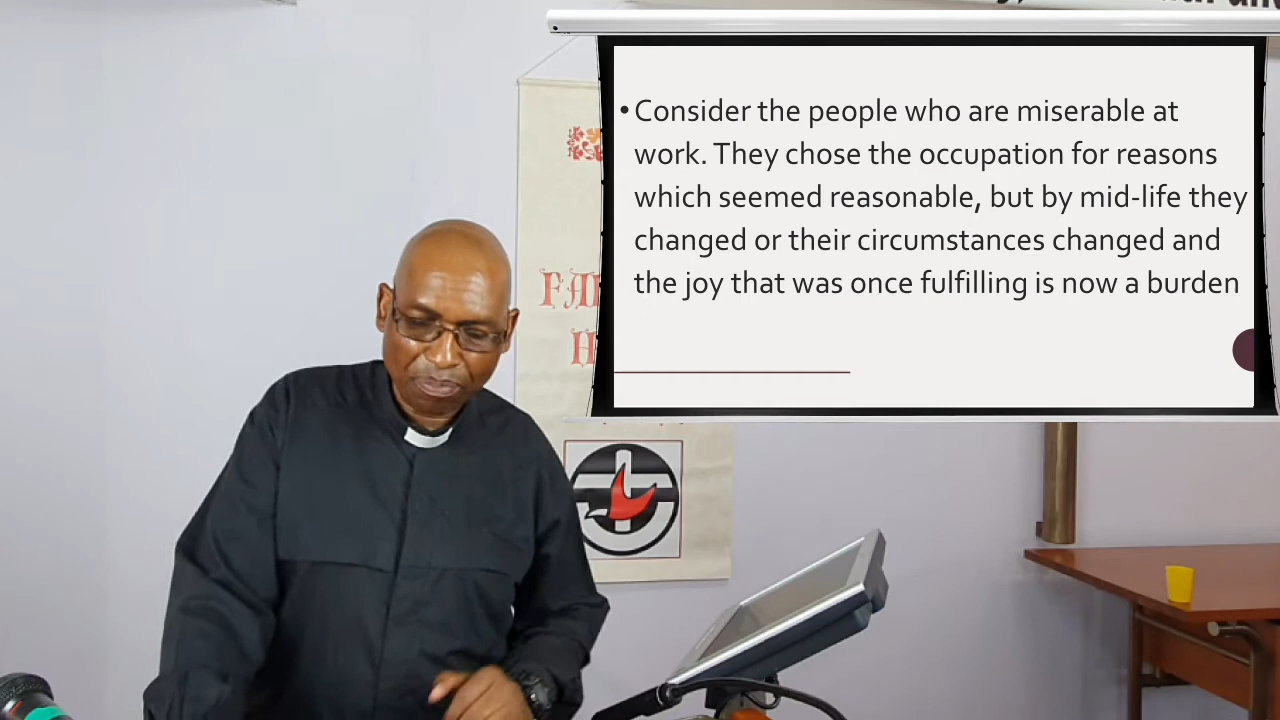 • Consider the people who are miserable at
work. They chose the occupation for reasons
which seemed reasonable, but by mid-life they
changed or their circumstances changed and
the joy that was once fulfilling is now a burden
FA
H